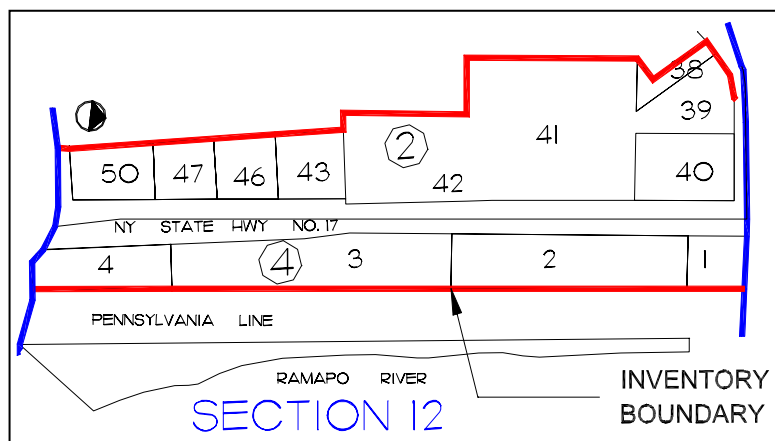 38
39
41
2
50 47 46 43 42 40
NY STATE HWY NO. 17
4 4 3 2 1
PENNSYLVANIA LINE
RAMAPO RIVER
INVENTORY
BOUNDARY
SECTION 12